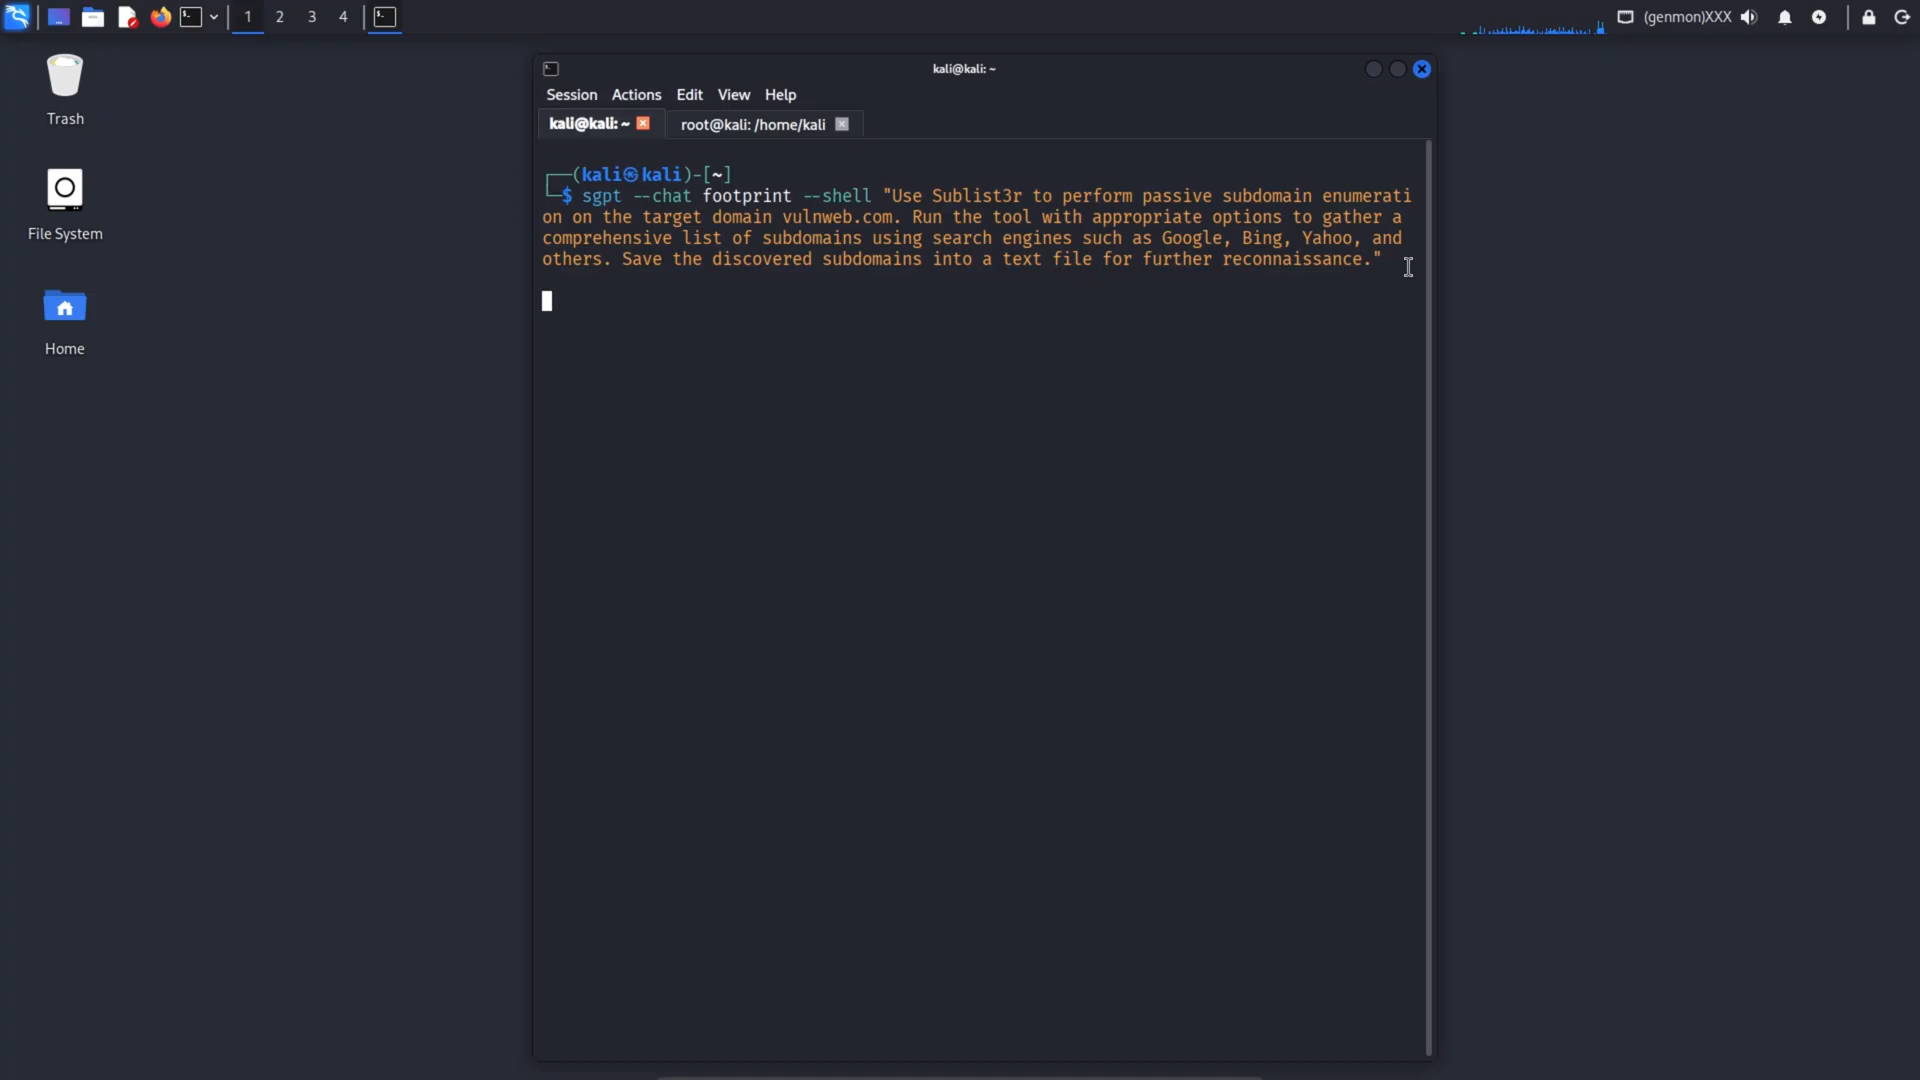 1 2 3 4
(genmon)XXX
Trash
File System
Home
kali@kali: ~
Session Actions Edit View Help
kali@kali: ~ root@kali: /home/kali
┌──(kali㉿kali)-[~]
└─$ sgpt --chat footprint --shell "Use Sublist3r to perform passive subdomain enumerati
on on the target domain vulnweb.com. Run the tool with appropriate options to gather a
comprehensive list of subdomains using search engines such as Google, Bing, Yahoo, and
others. Save the discovered subdomains into a text file for further reconnaissance."